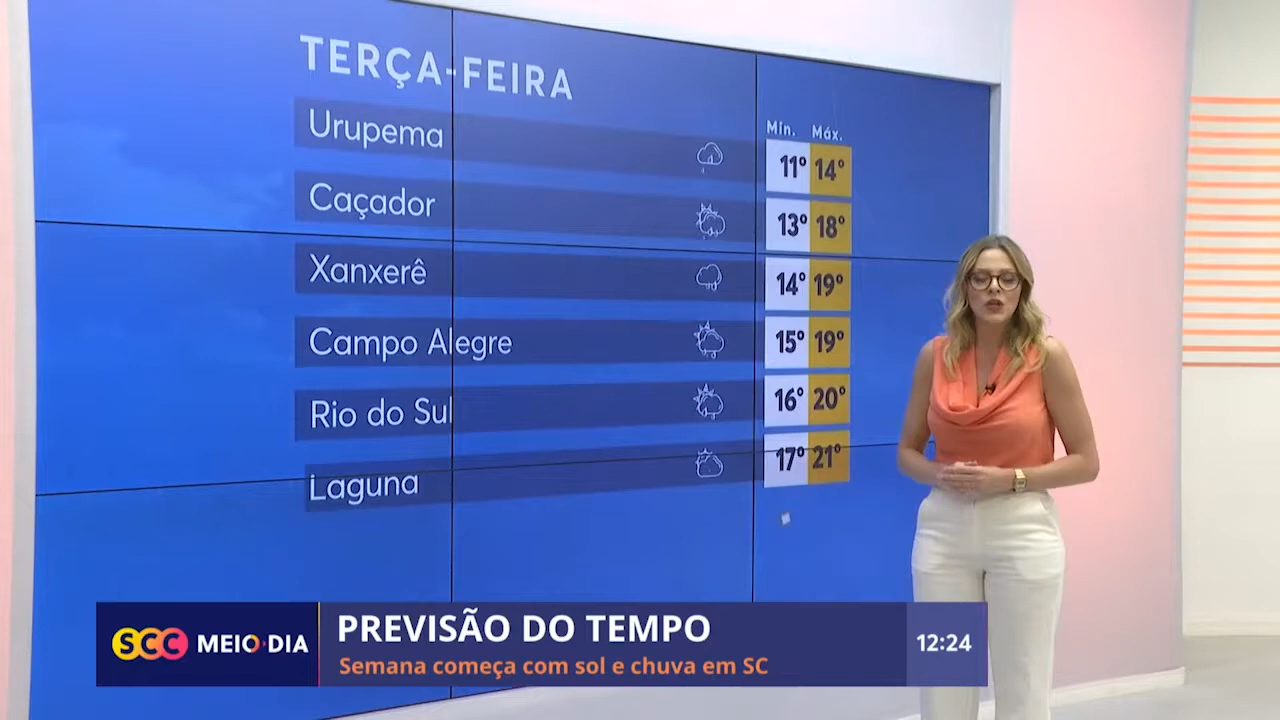 TERÇA-FEIRA
Mín. Máx.
Urupema 11° 14°
Caçador 13° 18°
Xanxerê 14° 19°
Campo Alegre 15° 19°
Rio do Sul 16° 20°
Laguna 17° 21°
SCC MEIO-DIA
PREVISÃO DO TEMPO
Semana começa com sol e chuva em SC
12:24